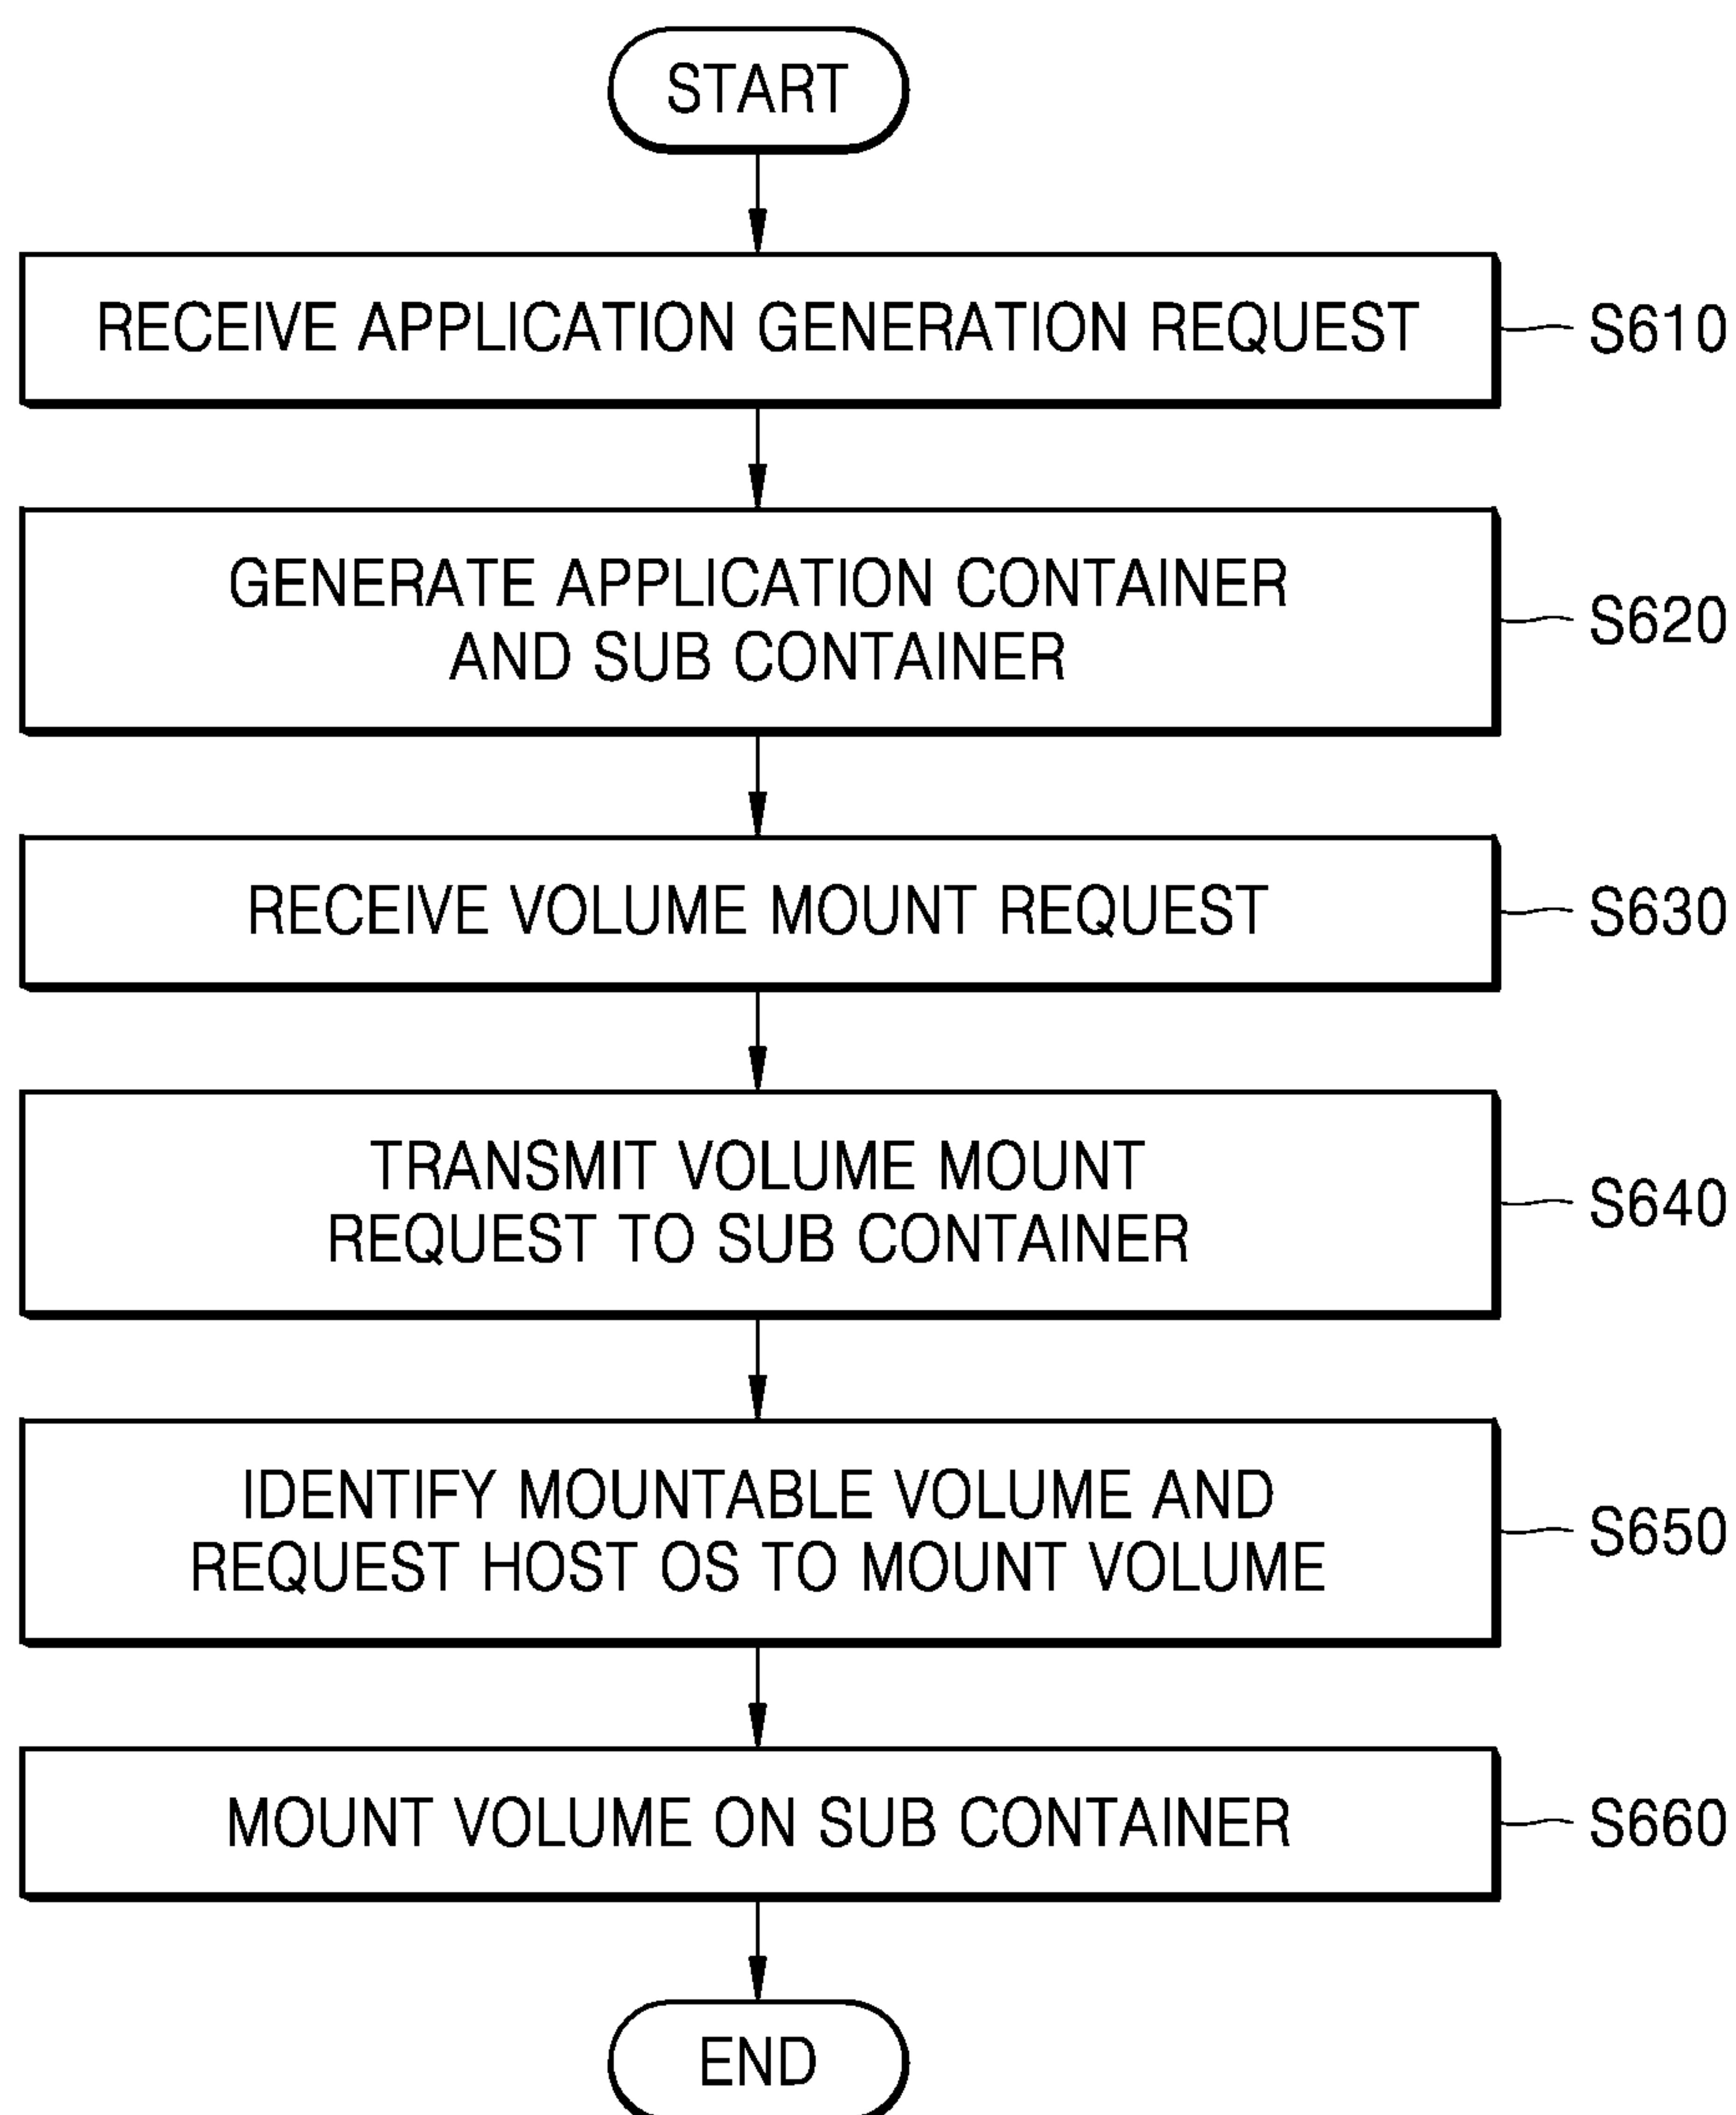 START
RECEIVE APPLICATION GENERATION REQUEST
S610
GENERATE APPLICATION CONTAINER
AND SUB CONTAINER
S620
RECEIVE VOLUME MOUNT REQUEST
S630
TRANSMIT VOLUME MOUNT
REQUEST TO SUB CONTAINER
S640
IDENTIFY MOUNTABLE VOLUME AND
REQUEST HOST OS TO MOUNT VOLUME
S650
MOUNT VOLUME ON SUB CONTAINER
S660
END